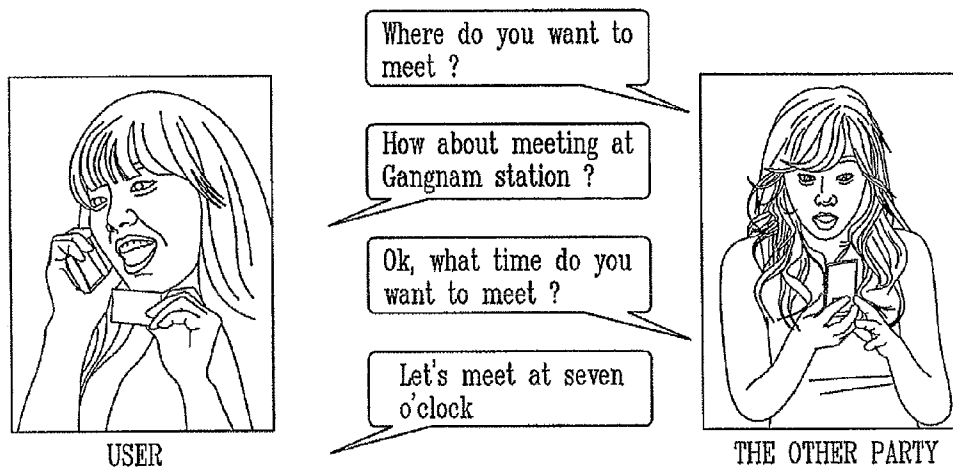 Where do you want to
meet ?
How about meeting at
Gangnam station ?
Ok, what time do you
want to meet ?
Let's meet at seven
o'clock
USER
THE OTHER PARTY